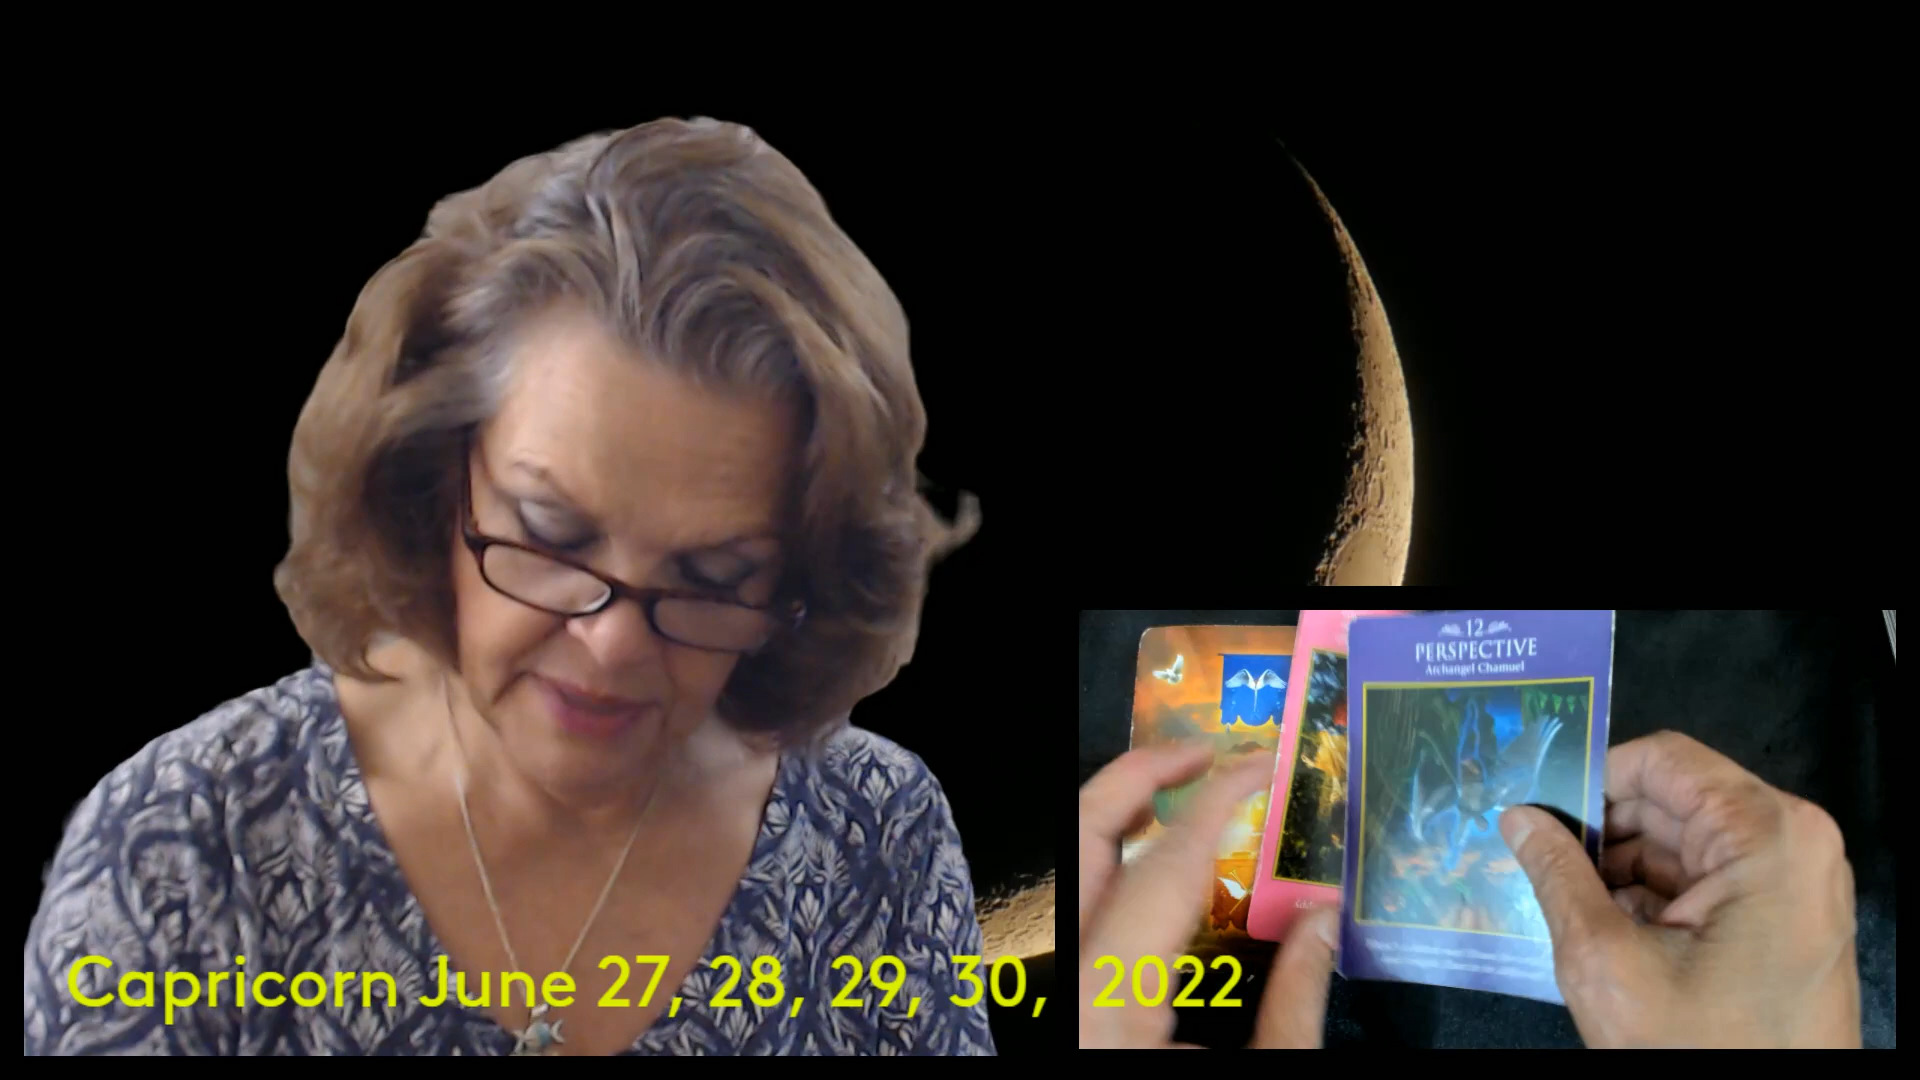 12
PERSPECTIVE
Archangel Chamuel
Capricorn June 27, 28, 29, 30, 2022